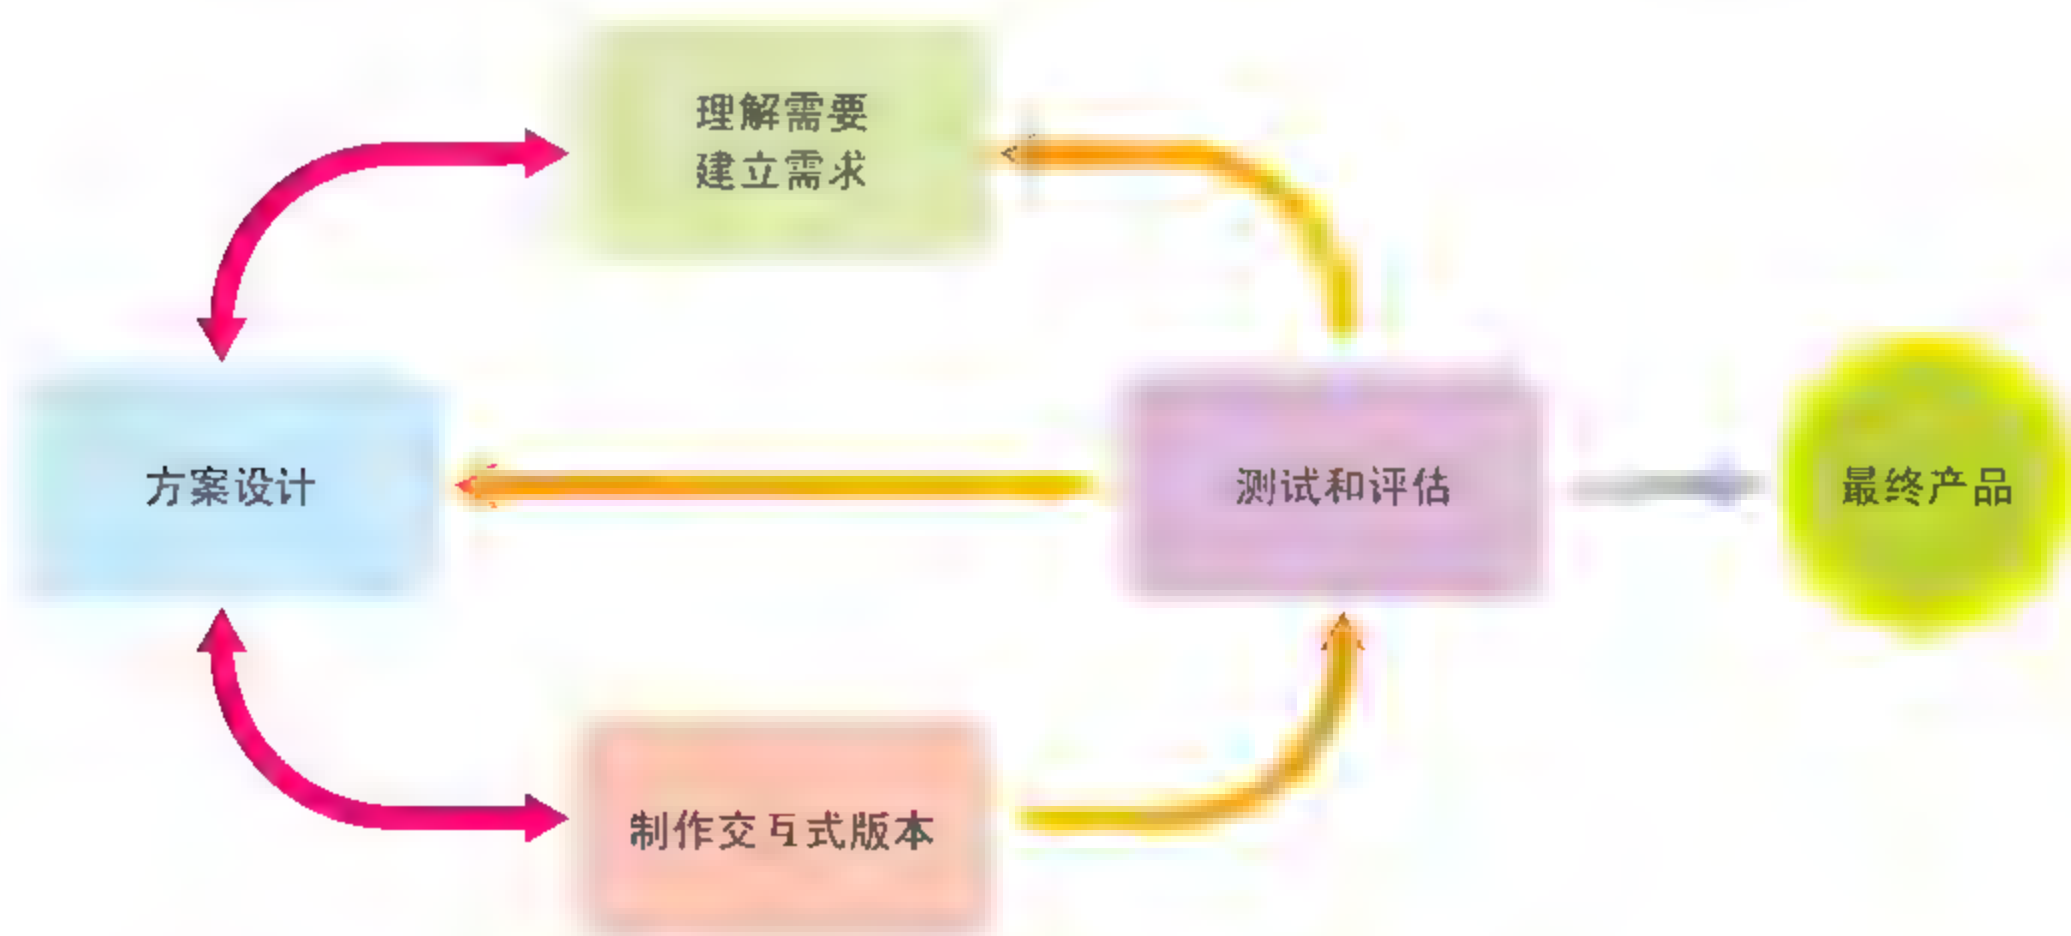 理解需要
建立需求
方案设计
测试和评估
最终产品
制作交互式版本